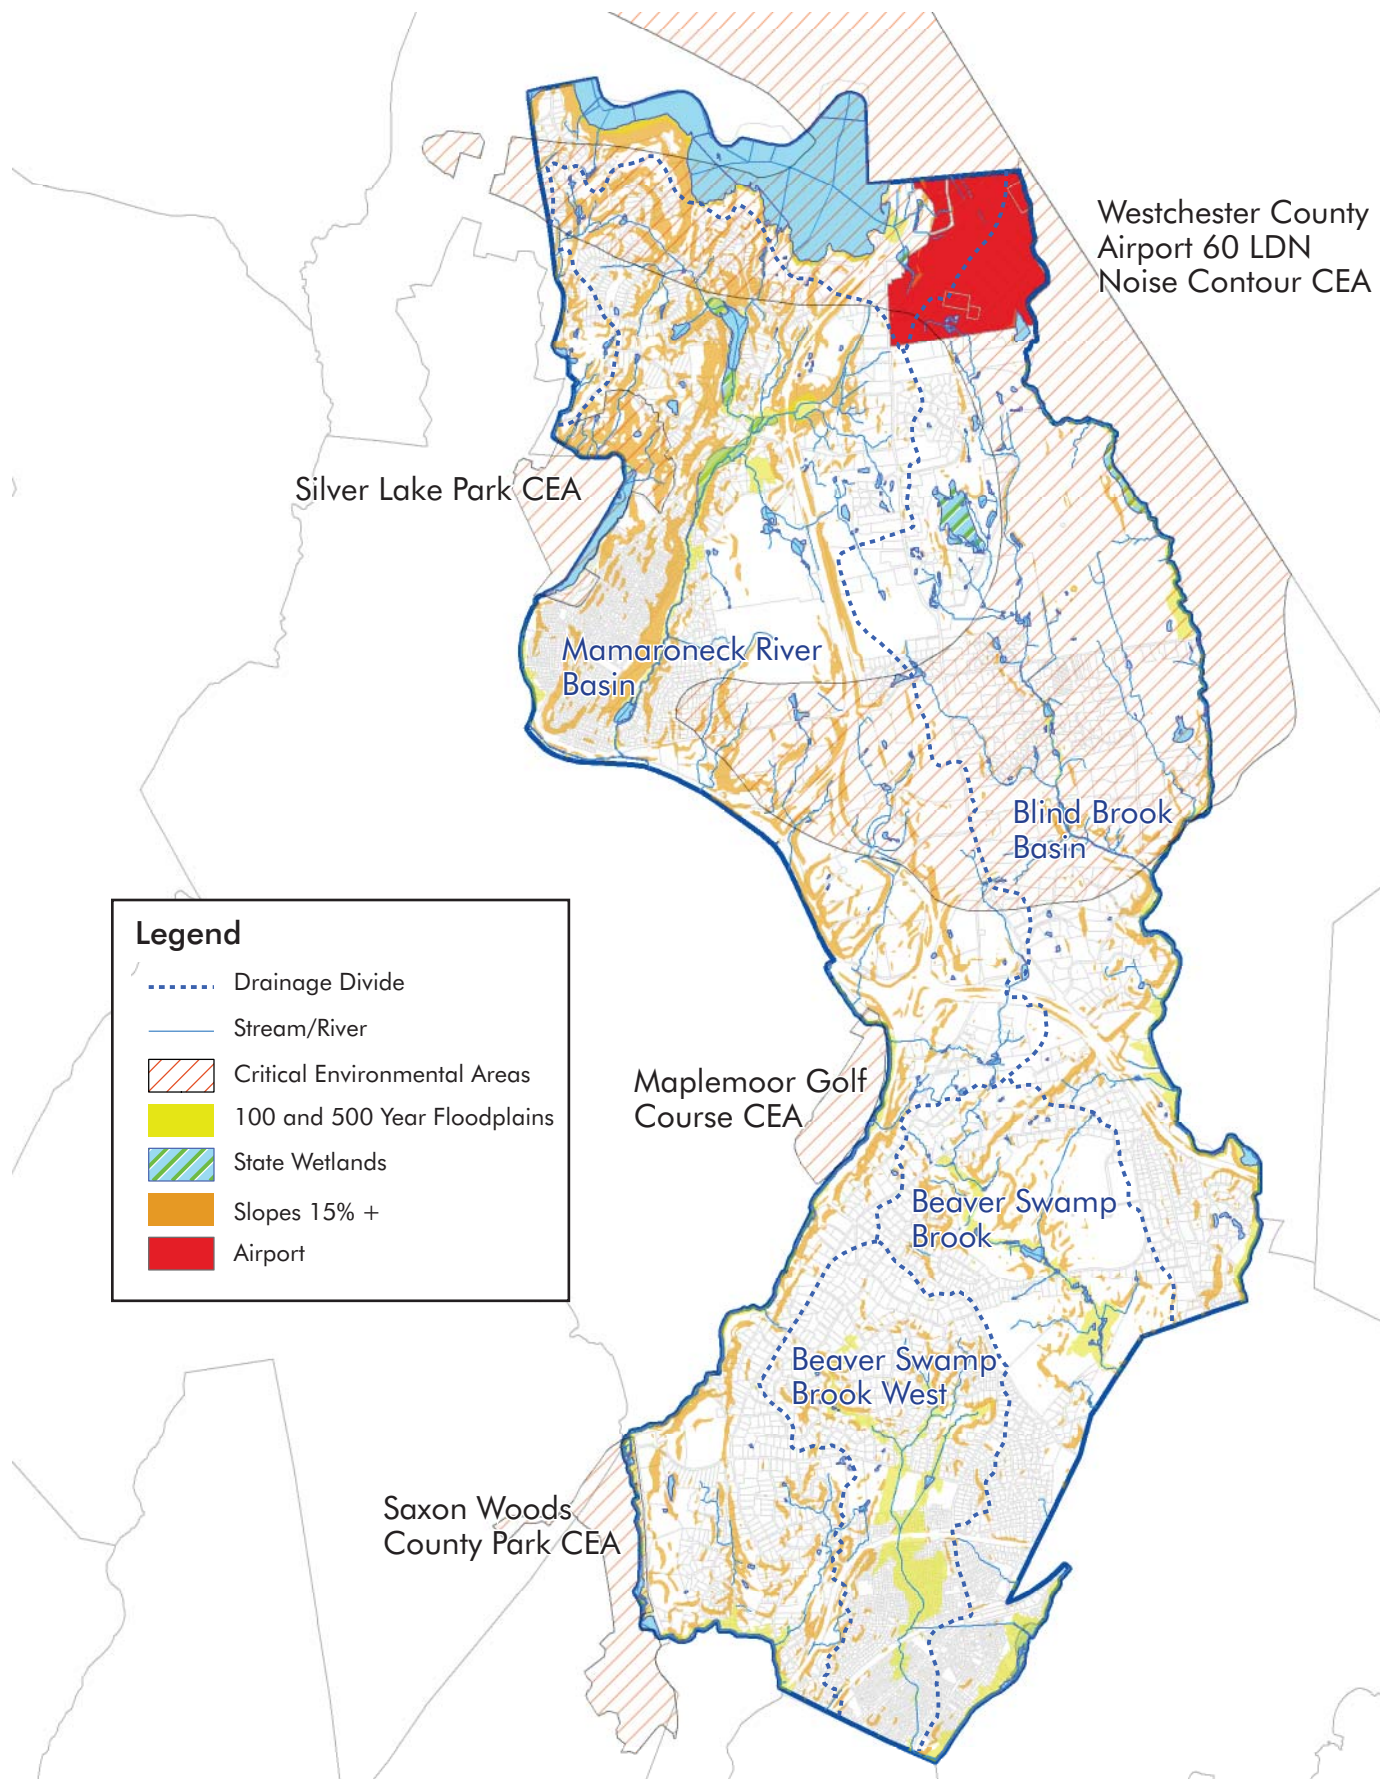 Westchester County
Airport 60 LDN
Noise Contour CEA
Silver Lake Park CEA
Mamaroneck River
Basin
Blind Brook
Basin
Legend
Drainage Divide
Stream/River
Critical Environmental Areas
100 and 500 Year Floodplains
State Wetlands
Slopes 15% +
Airport
Maplemoor Golf
Course CEA
Beaver Swamp
Brook
Beaver Swamp
Brook West
Saxon Woods
County Park CEA